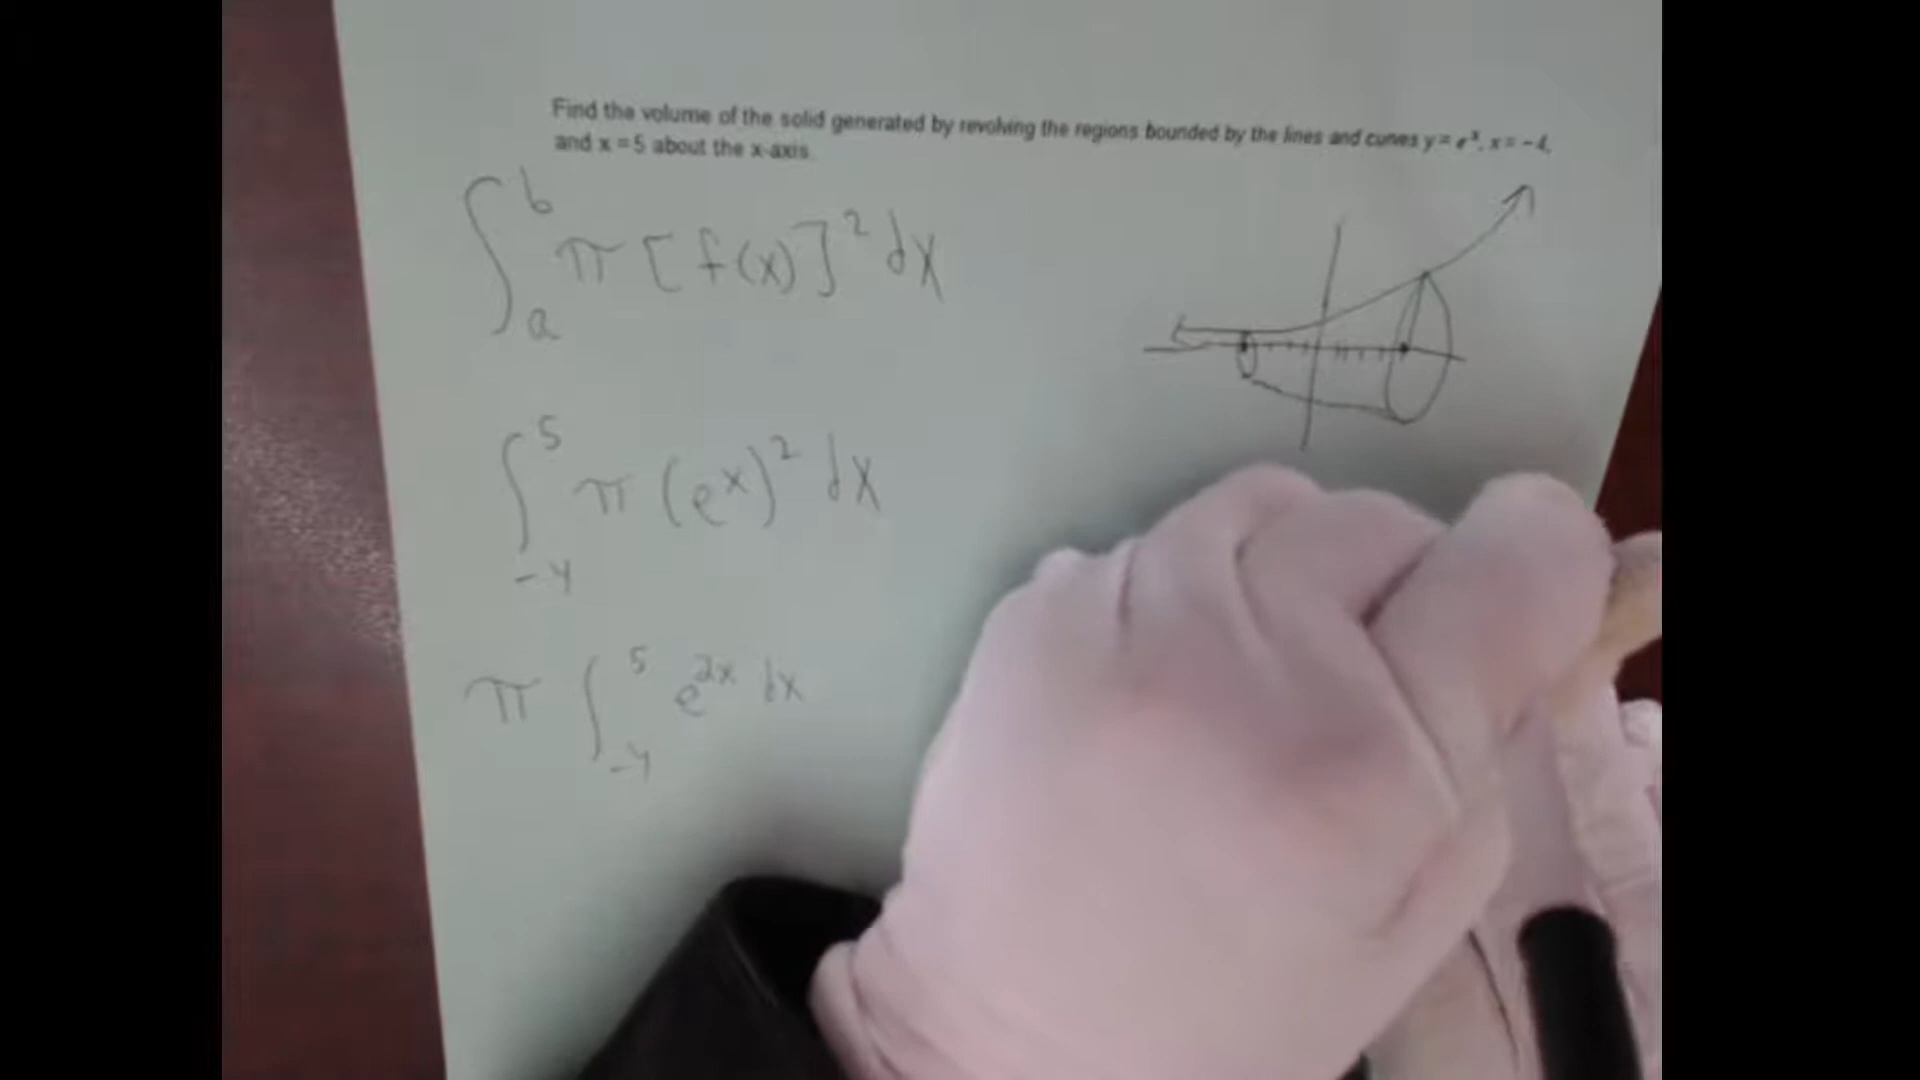 Find the volume of the solid generated by revolving the regions bounded by the lines and curves y = e^x, x = -4,
and x = 5 about the x-axis.
∫_a^b π [f(x)]^2 dx
∫_-4^5 π (e^x)^2 dx
π ∫_-4^5 e^2x dx